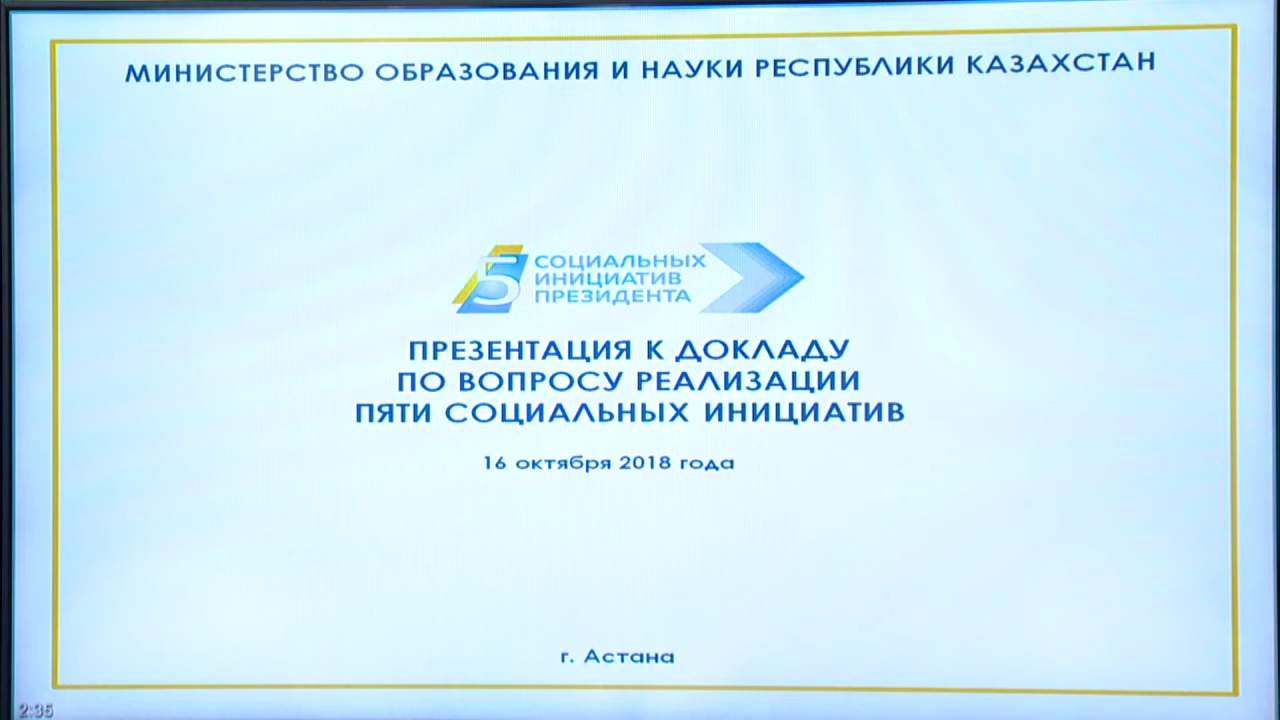 МИНИСТЕРСТВО ОБРАЗОВАНИЯ И НАУКИ РЕСПУБЛИКИ КАЗАХСТАН
5 СОЦИАЛЬНЫХ
ИНИЦИАТИВ
ПРЕЗИДЕНТА
ПРЕЗЕНТАЦИЯ К ДОКЛАДУ
ПО ВОПРОСУ РЕАЛИЗАЦИИ
ПЯТИ СОЦИАЛЬНЫХ ИНИЦИАТИВ
16 октября 2018 года
г. Астана
2:35